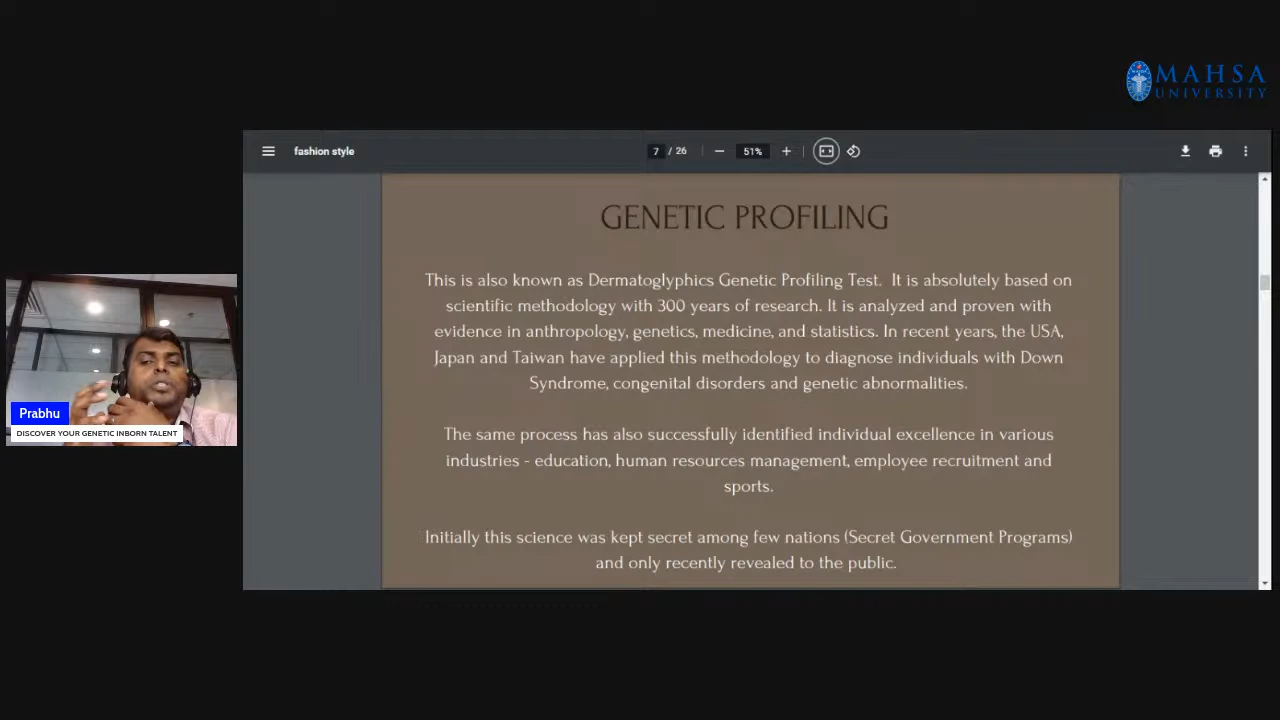 MAHSA
UNIVERSITY
fashion style
7 / 26
51%
GENETIC PROFILING
This is also known as Dermatoglyphics Genetic Profiling Test. It is absolutely based on
scientific methodology with 300 years of research. It is analyzed and proven with
evidence in anthropology, genetics, medicine, and statistics. In recent years, the USA,
Japan and Taiwan have applied this methodology to diagnose individuals with Down
Syndrome, congenital disorders and genetic abnormalities.
The same process has also successfully identified individual excellence in various
industries - education, human resources management, employee recruitment and
sports.
Initially this science was kept secret among few nations (Secret Government Programs)
and only recently revealed to the public.
Prabhu
DISCOVER YOUR GENETIC INBORN TALENT